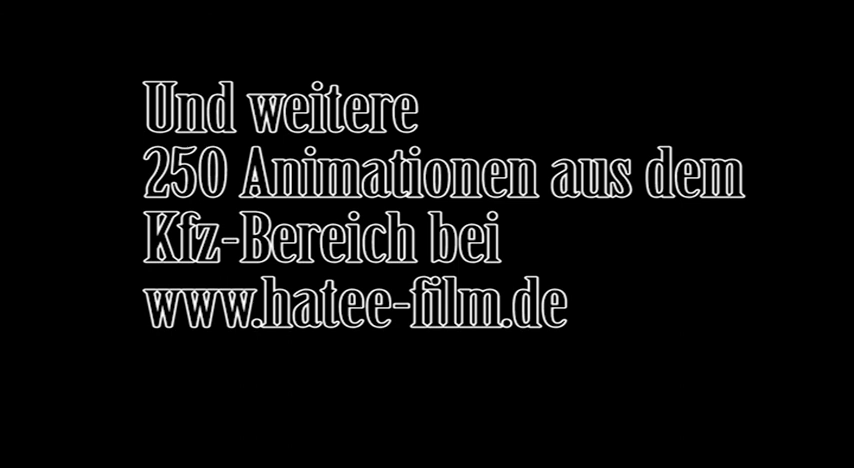 Und weitere
250 Animationen aus dem
Kfz-Bereich bei
www.hatee-film.de